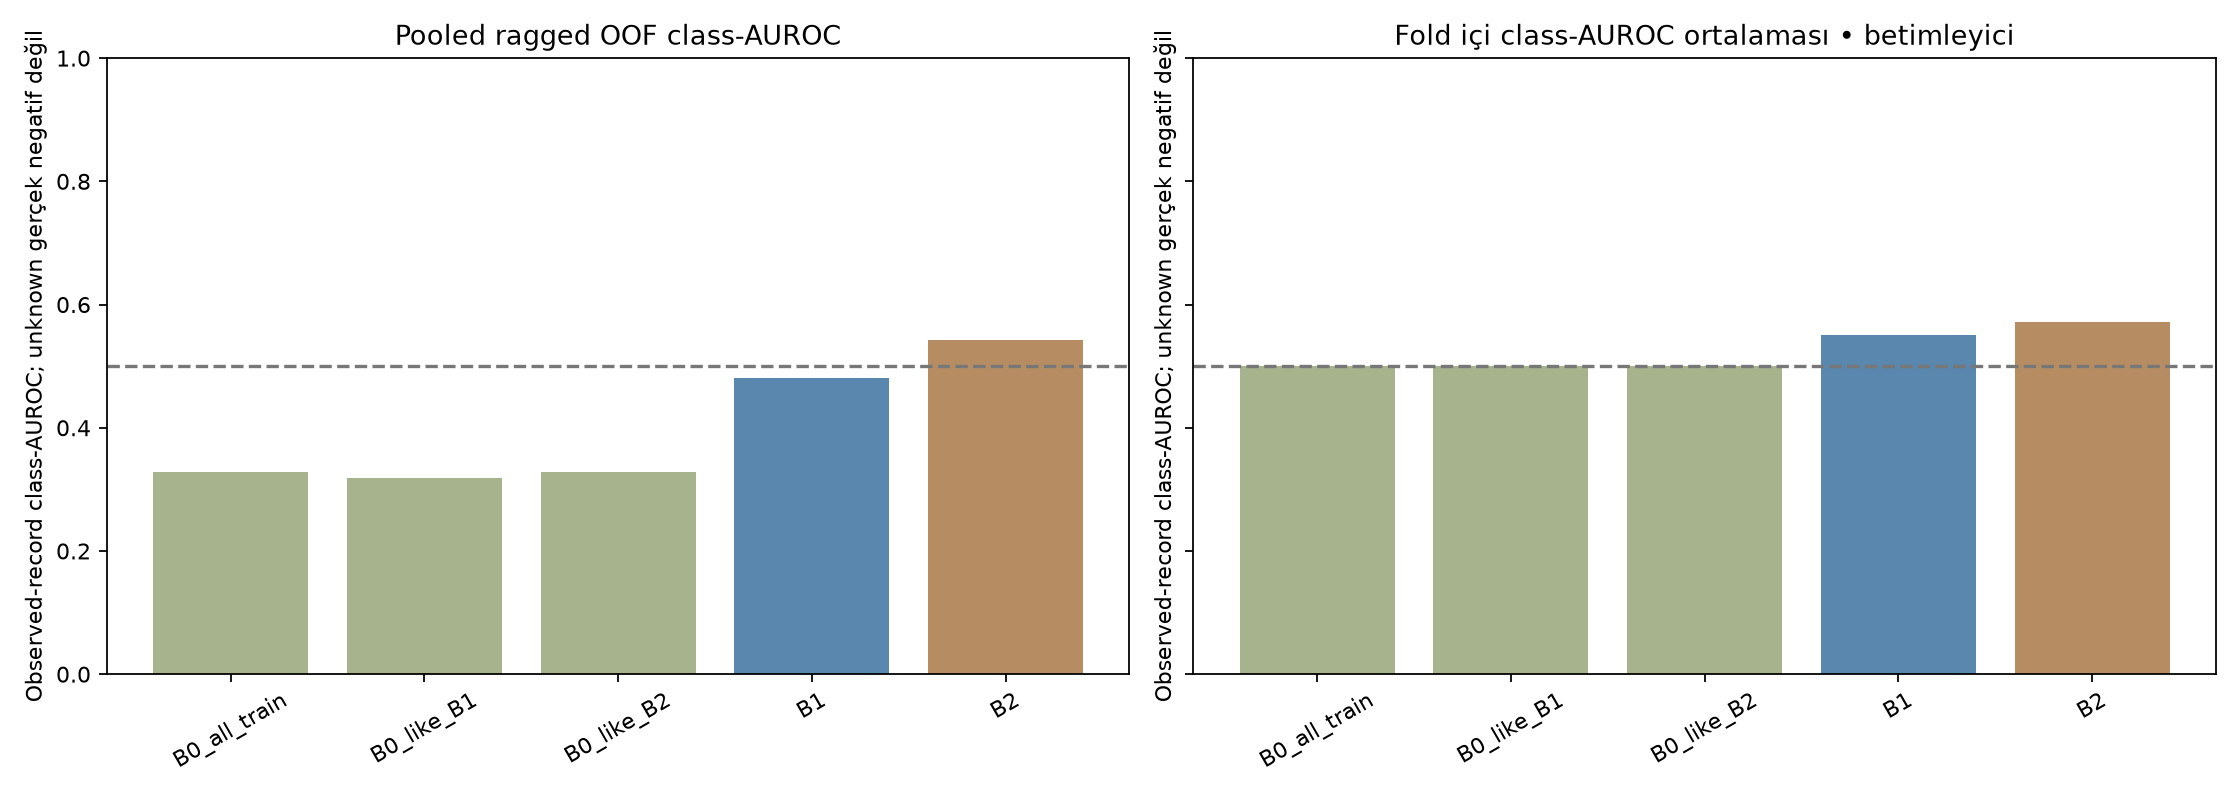 Pooled ragged OOF class-AUROC
Observed-record class-AUROC; unknown gerçek negatif değil
1.0
0.8
0.6
0.4
0.2
0.0
B0_all_train
B0_like_B1
B0_like_B2
B1
B2
Fold içi class-AUROC ortalaması • betimleyici
Observed-record class-AUROC; unknown gerçek negatif değil
B0_all_train
B0_like_B1
B0_like_B2
B1
B2